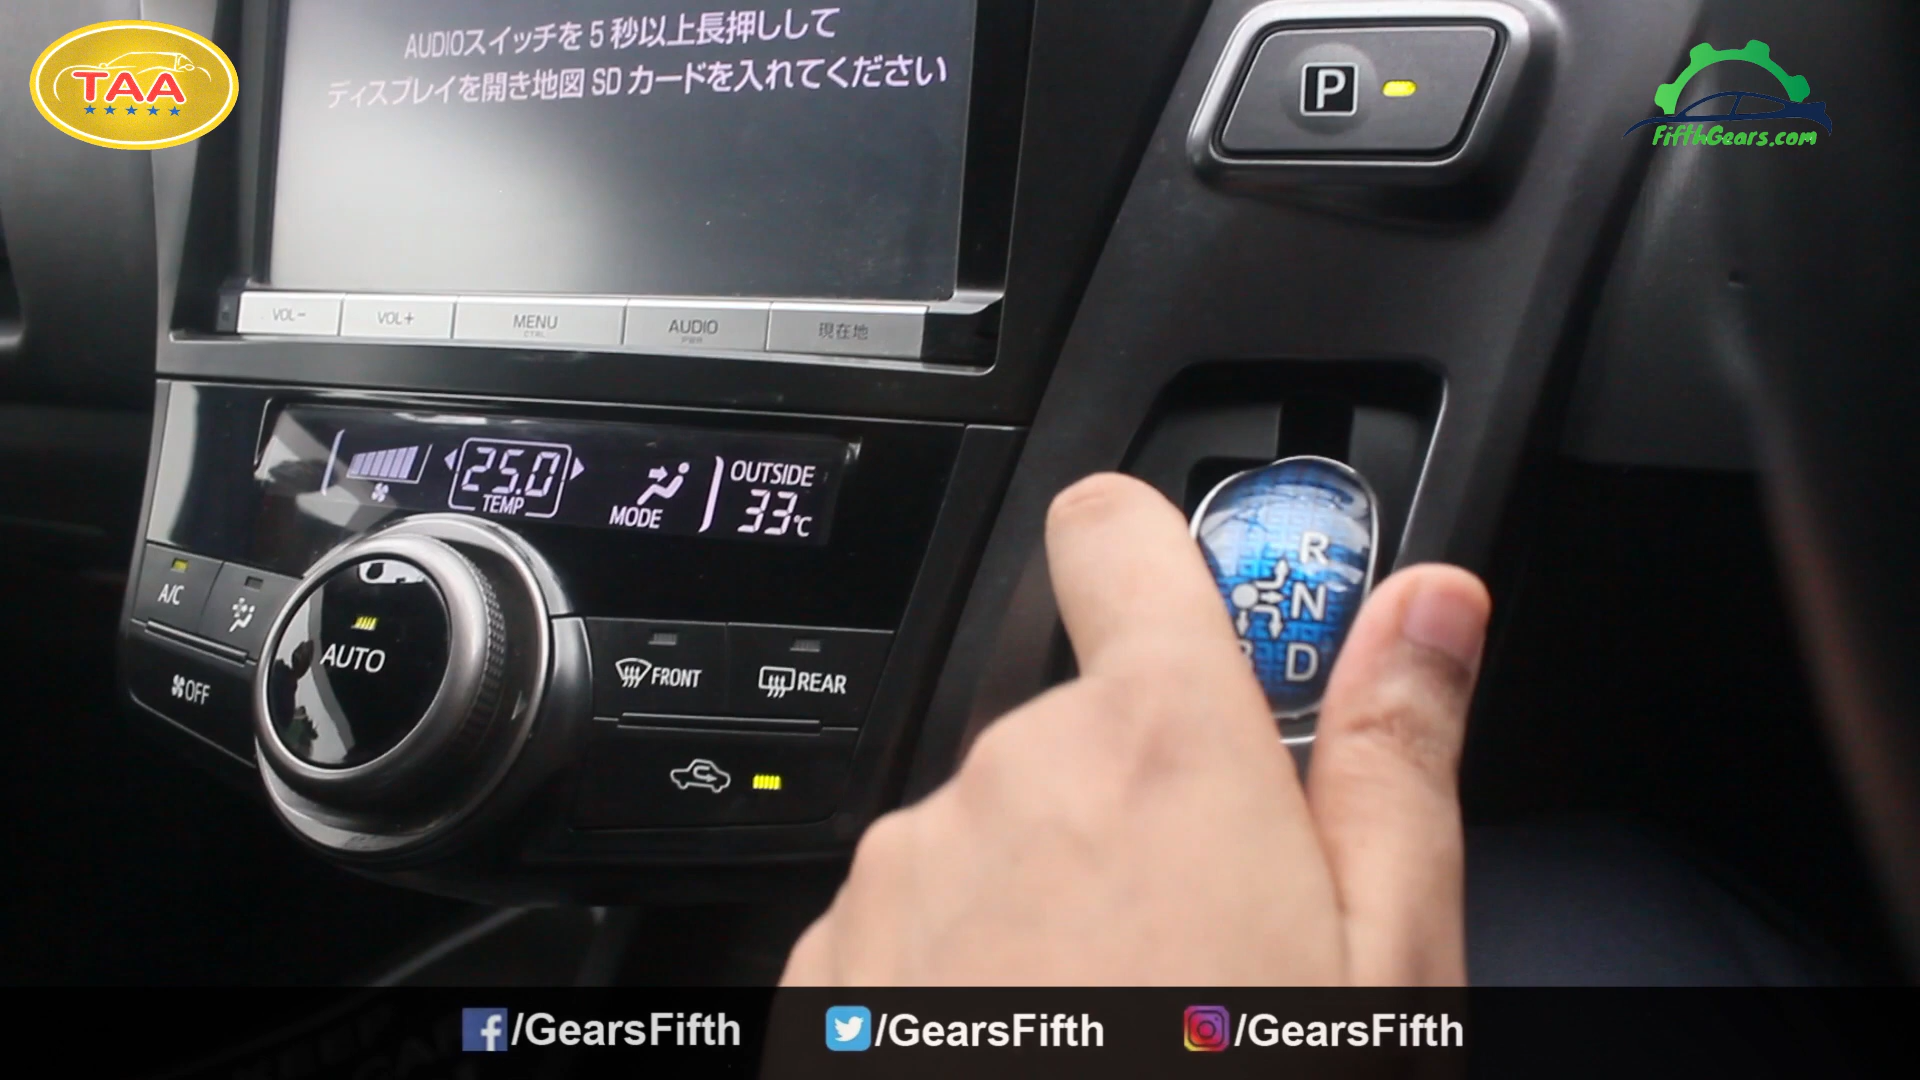 TAA
AUDIOスイッチを5秒以上長押しして
ディスプレイを開き地図SDカードを入れてください
P
FifthGears.com
VOL−
VOL+
MENU
CTRL
AUDIO
PWR
現在地
25.0
TEMP
MODE
OUTSIDE
33℃
A/C
AUTO
OFF
FRONT
REAR
R
N
B
D
/GearsFifth
/GearsFifth
/GearsFifth